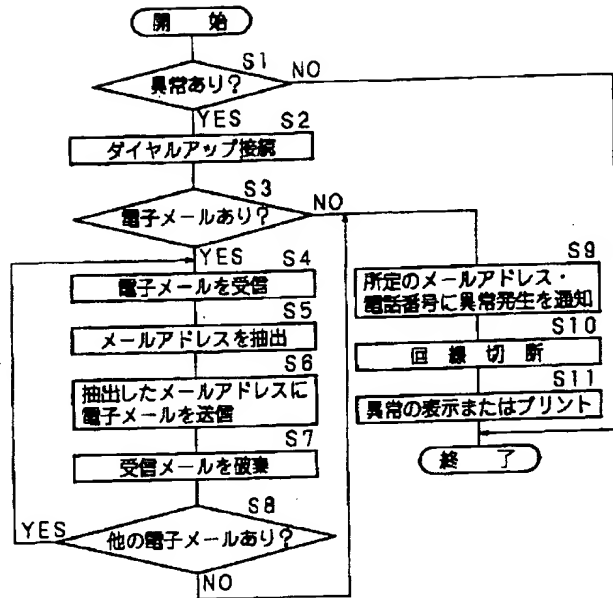 開 始
S1
異常あり？
NO
YES
S2
ダイヤルアップ接続
S3
電子メールあり？
NO
YES
S4
電子メールを受信
S5
メールアドレスを抽出
S6
抽出したメールアドレスに
電子メールを送信
S7
受信メールを破棄
S8
YES
他の電子メールあり？
NO
S9
所定のメールアドレス・
電話番号に異常発生を通知
S10
回 線 切 断
S11
異常の表示またはプリント
終 了